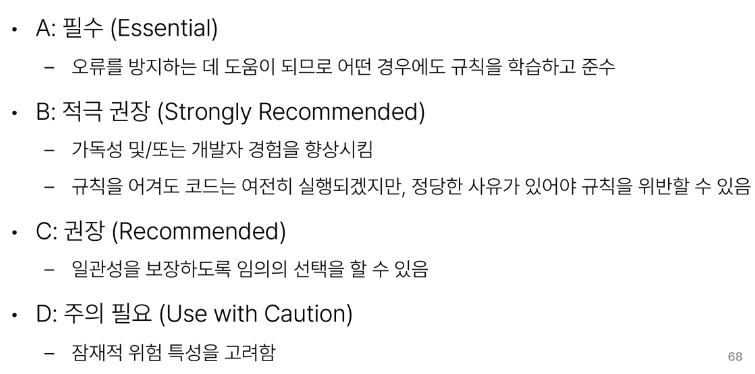 • A: 필수 (Essential)
– 오류를 방지하는 데 도움이 되므로 어떤 경우에도 규칙을 학습하고 준수
• B: 적극 권장 (Strongly Recommended)
– 가독성 및/또는 개발자 경험을 향상시킴
– 규칙을 어겨도 코드는 여전히 실행되겠지만, 정당한 사유가 있어야 규칙을 위반할 수 있음
• C: 권장 (Recommended)
– 일관성을 보장하도록 임의의 선택을 할 수 있음
• D: 주의 필요 (Use with Caution)
– 잠재적 위험 특성을 고려함
68